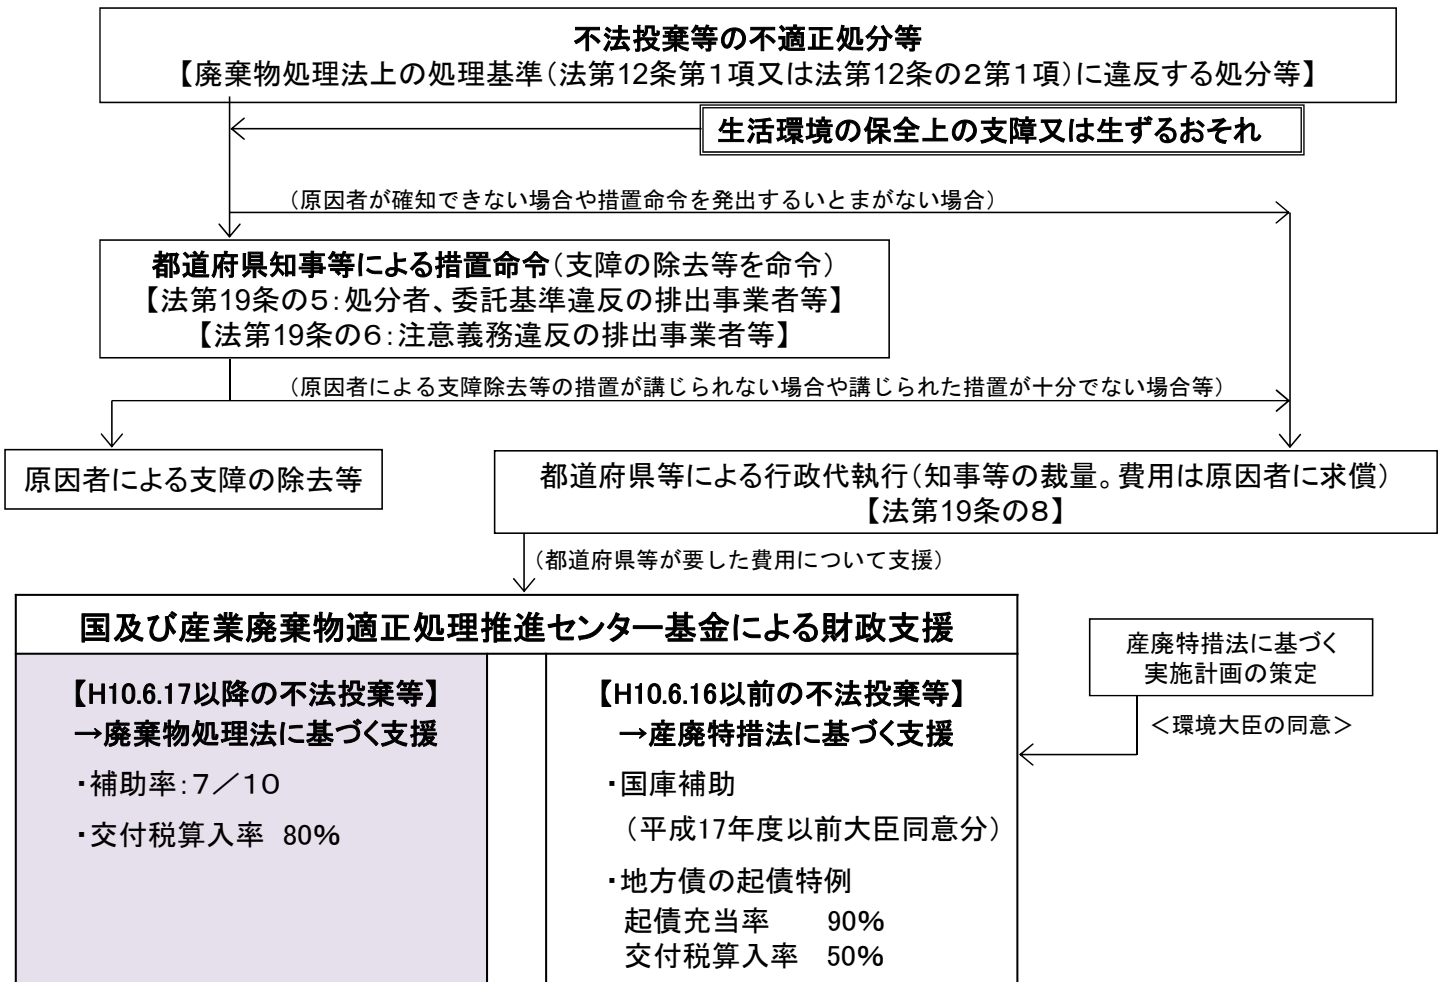 不法投棄等の不適正処分等
【廃棄物処理法上の処理基準(法第12条第1項又は法第12条の2第1項)に違反する処分等】
生活環境の保全上の支障又は生ずるおそれ
(原因者が確知できない場合や措置命令を発出するいとまがない場合)
都道府県知事等による措置命令(支障の除去等を命令)
【法第19条の5:処分者、委託基準違反の排出事業者等】
【法第19条の6:注意義務違反の排出事業者等】
(原因者による支障除去等の措置が講じられない場合や講じられた措置が十分でない場合等)
原因者による支障の除去等
都道府県等による行政代執行(知事等の裁量。費用は原因者に求償)
【法第19条の8】
(都道府県等が要した費用について支援)
国及び産業廃棄物適正処理推進センター基金による財政支援
【H10.6.17以降の不法投棄等】
→廃棄物処理法に基づく支援
・補助率:7/10
・交付税算入率 80%
【H10.6.16以前の不法投棄等】
→産廃特措法に基づく支援
・国庫補助
(平成17年度以前大臣同意分)
・地方債の起債特例
起債充当率 90%
交付税算入率 50%
産廃特措法に基づく
実施計画の策定
<環境大臣の同意>